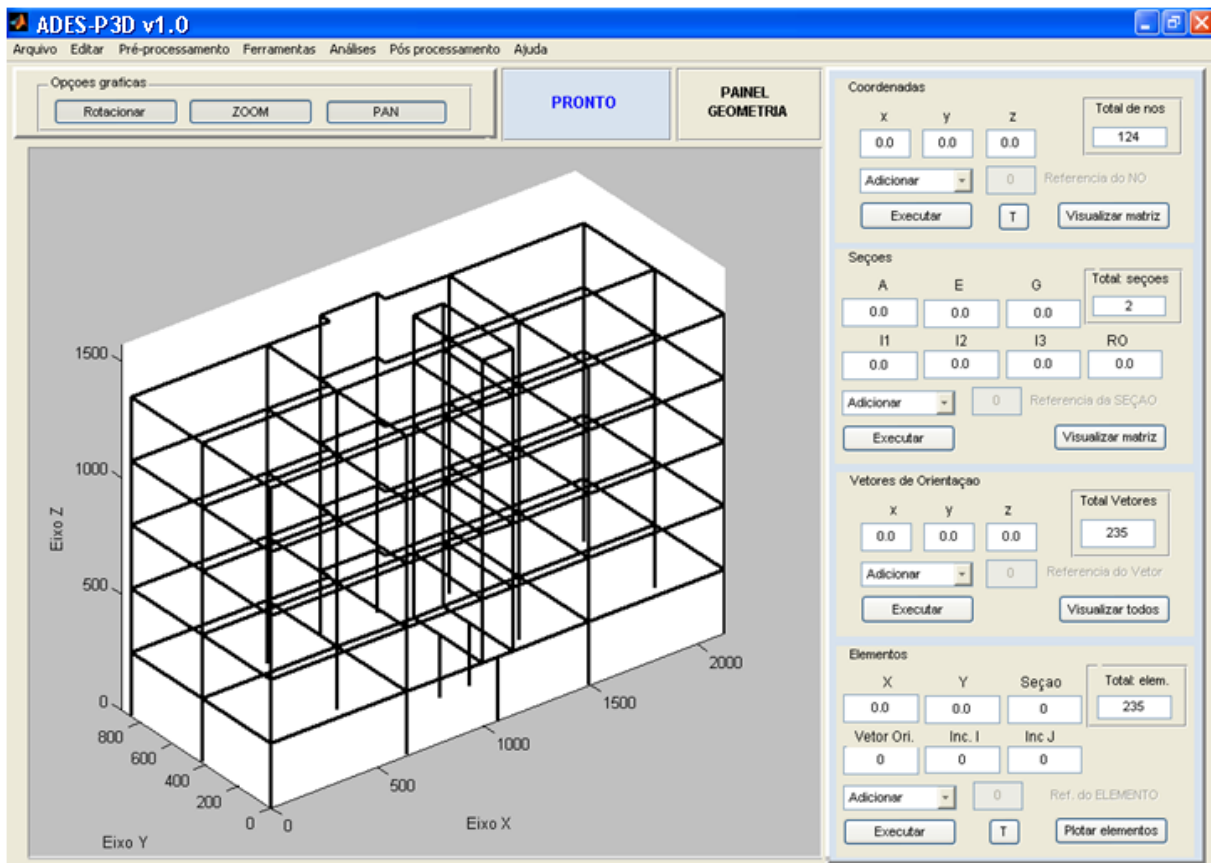 ADES-P3D v1.0
Arquivo Editar Pré-processamento Ferramentas Análises Pós processamento Ajuda
Opçoes graficas
Rotacionar ZOOM PAN
PRONTO
PAINEL
GEOMETRIA
1500
1000
500
0
Eixo Z
800
600
400
200
0
Eixo Y
0
500
1000
1500
2000
Eixo X
Coordenadas
Total de nos
x y z
124
0.0 0.0 0.0
Adicionar 0 Referencia do NO
Executar T Visualizar matriz
Seçoes
Total: seçoes
A E G
2
0.0 0.0 0.0
I1 I2 I3 RO
0.0 0.0 0.0 0.0
Adicionar 0 Referencia da SEÇAO
Executar Visualizar matriz
Vetores de Orientaçao
Total Vetores
x y z
235
0.0 0.0 0.0
Adicionar 0 Referencia do Vetor
Executar Visualizar todos
Elementos
Total: elem.
X Y Seçao
235
0.0 0.0 0
Vetor Ori. Inc. I Inc J
0 0 0
Adicionar 0 Ref. do ELEMENTO
Executar T Plotar elementos